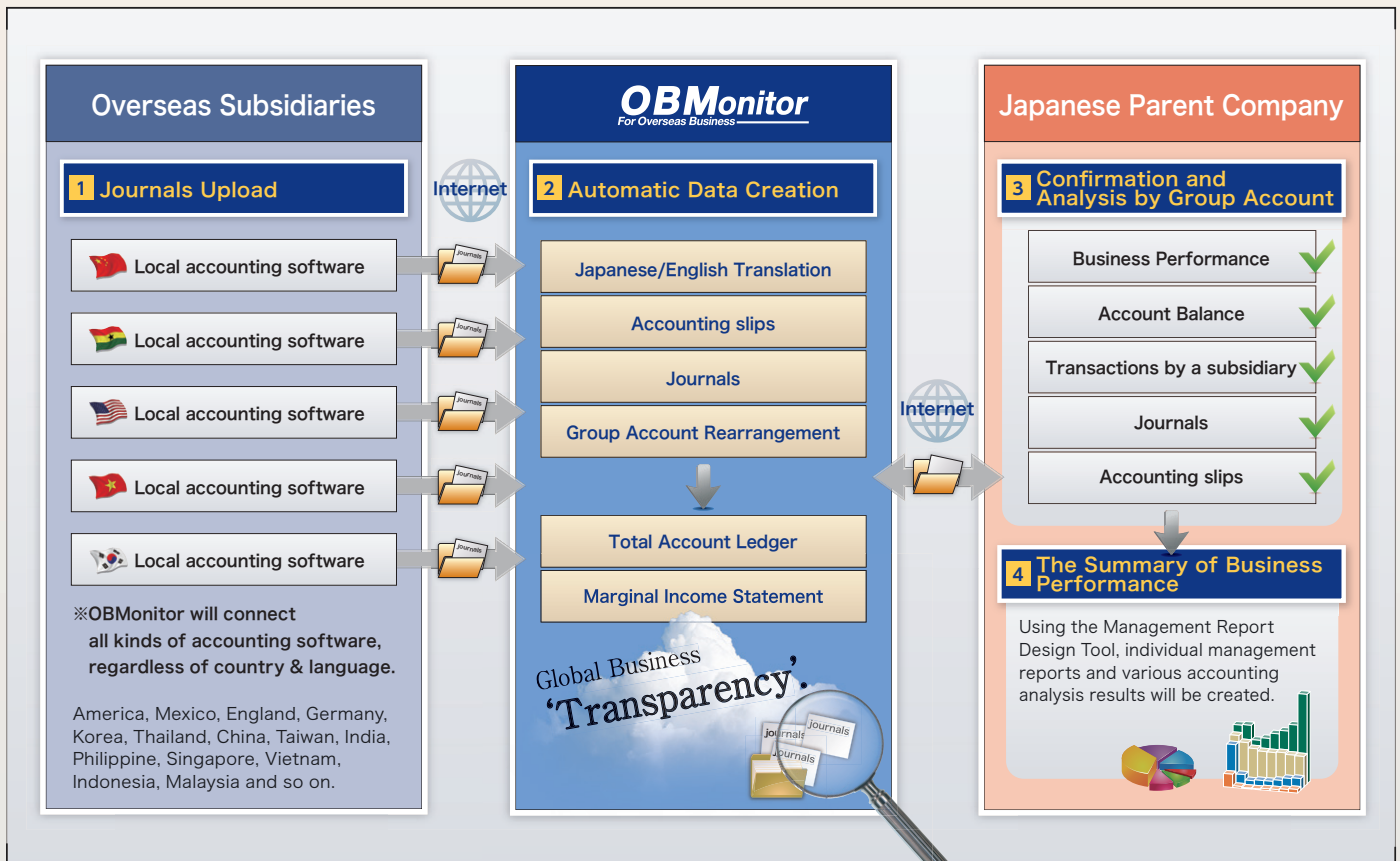 Overseas Subsidiaries
1 Journals Upload
Local accounting software
Local accounting software
Local accounting software
Local accounting software
Local accounting software
※OBMonitor will connect
all kinds of accounting software,
regardless of country & language.
America, Mexico, England, Germany,
Korea, Thailand, China, Taiwan, India,
Philippine, Singapore, Vietnam,
Indonesia, Malaysia and so on.
Internet
journals
journals
journals
journals
journals
OBMonitor
For Overseas Business
2 Automatic Data Creation
Japanese/English Translation
Accounting slips
Journals
Group Account Rearrangement
Total Account Ledger
Marginal Income Statement
Global Business
‘Transparency’.
journals
journals
journals
Internet
Japanese Parent Company
3 Confirmation and
Analysis by Group Account
Business Performance
Account Balance
Transactions by a subsidiary
Journals
Accounting slips
4 The Summary of Business
Performance
Using the Management Report
Design Tool, individual management
reports and various accounting
analysis results will be created.